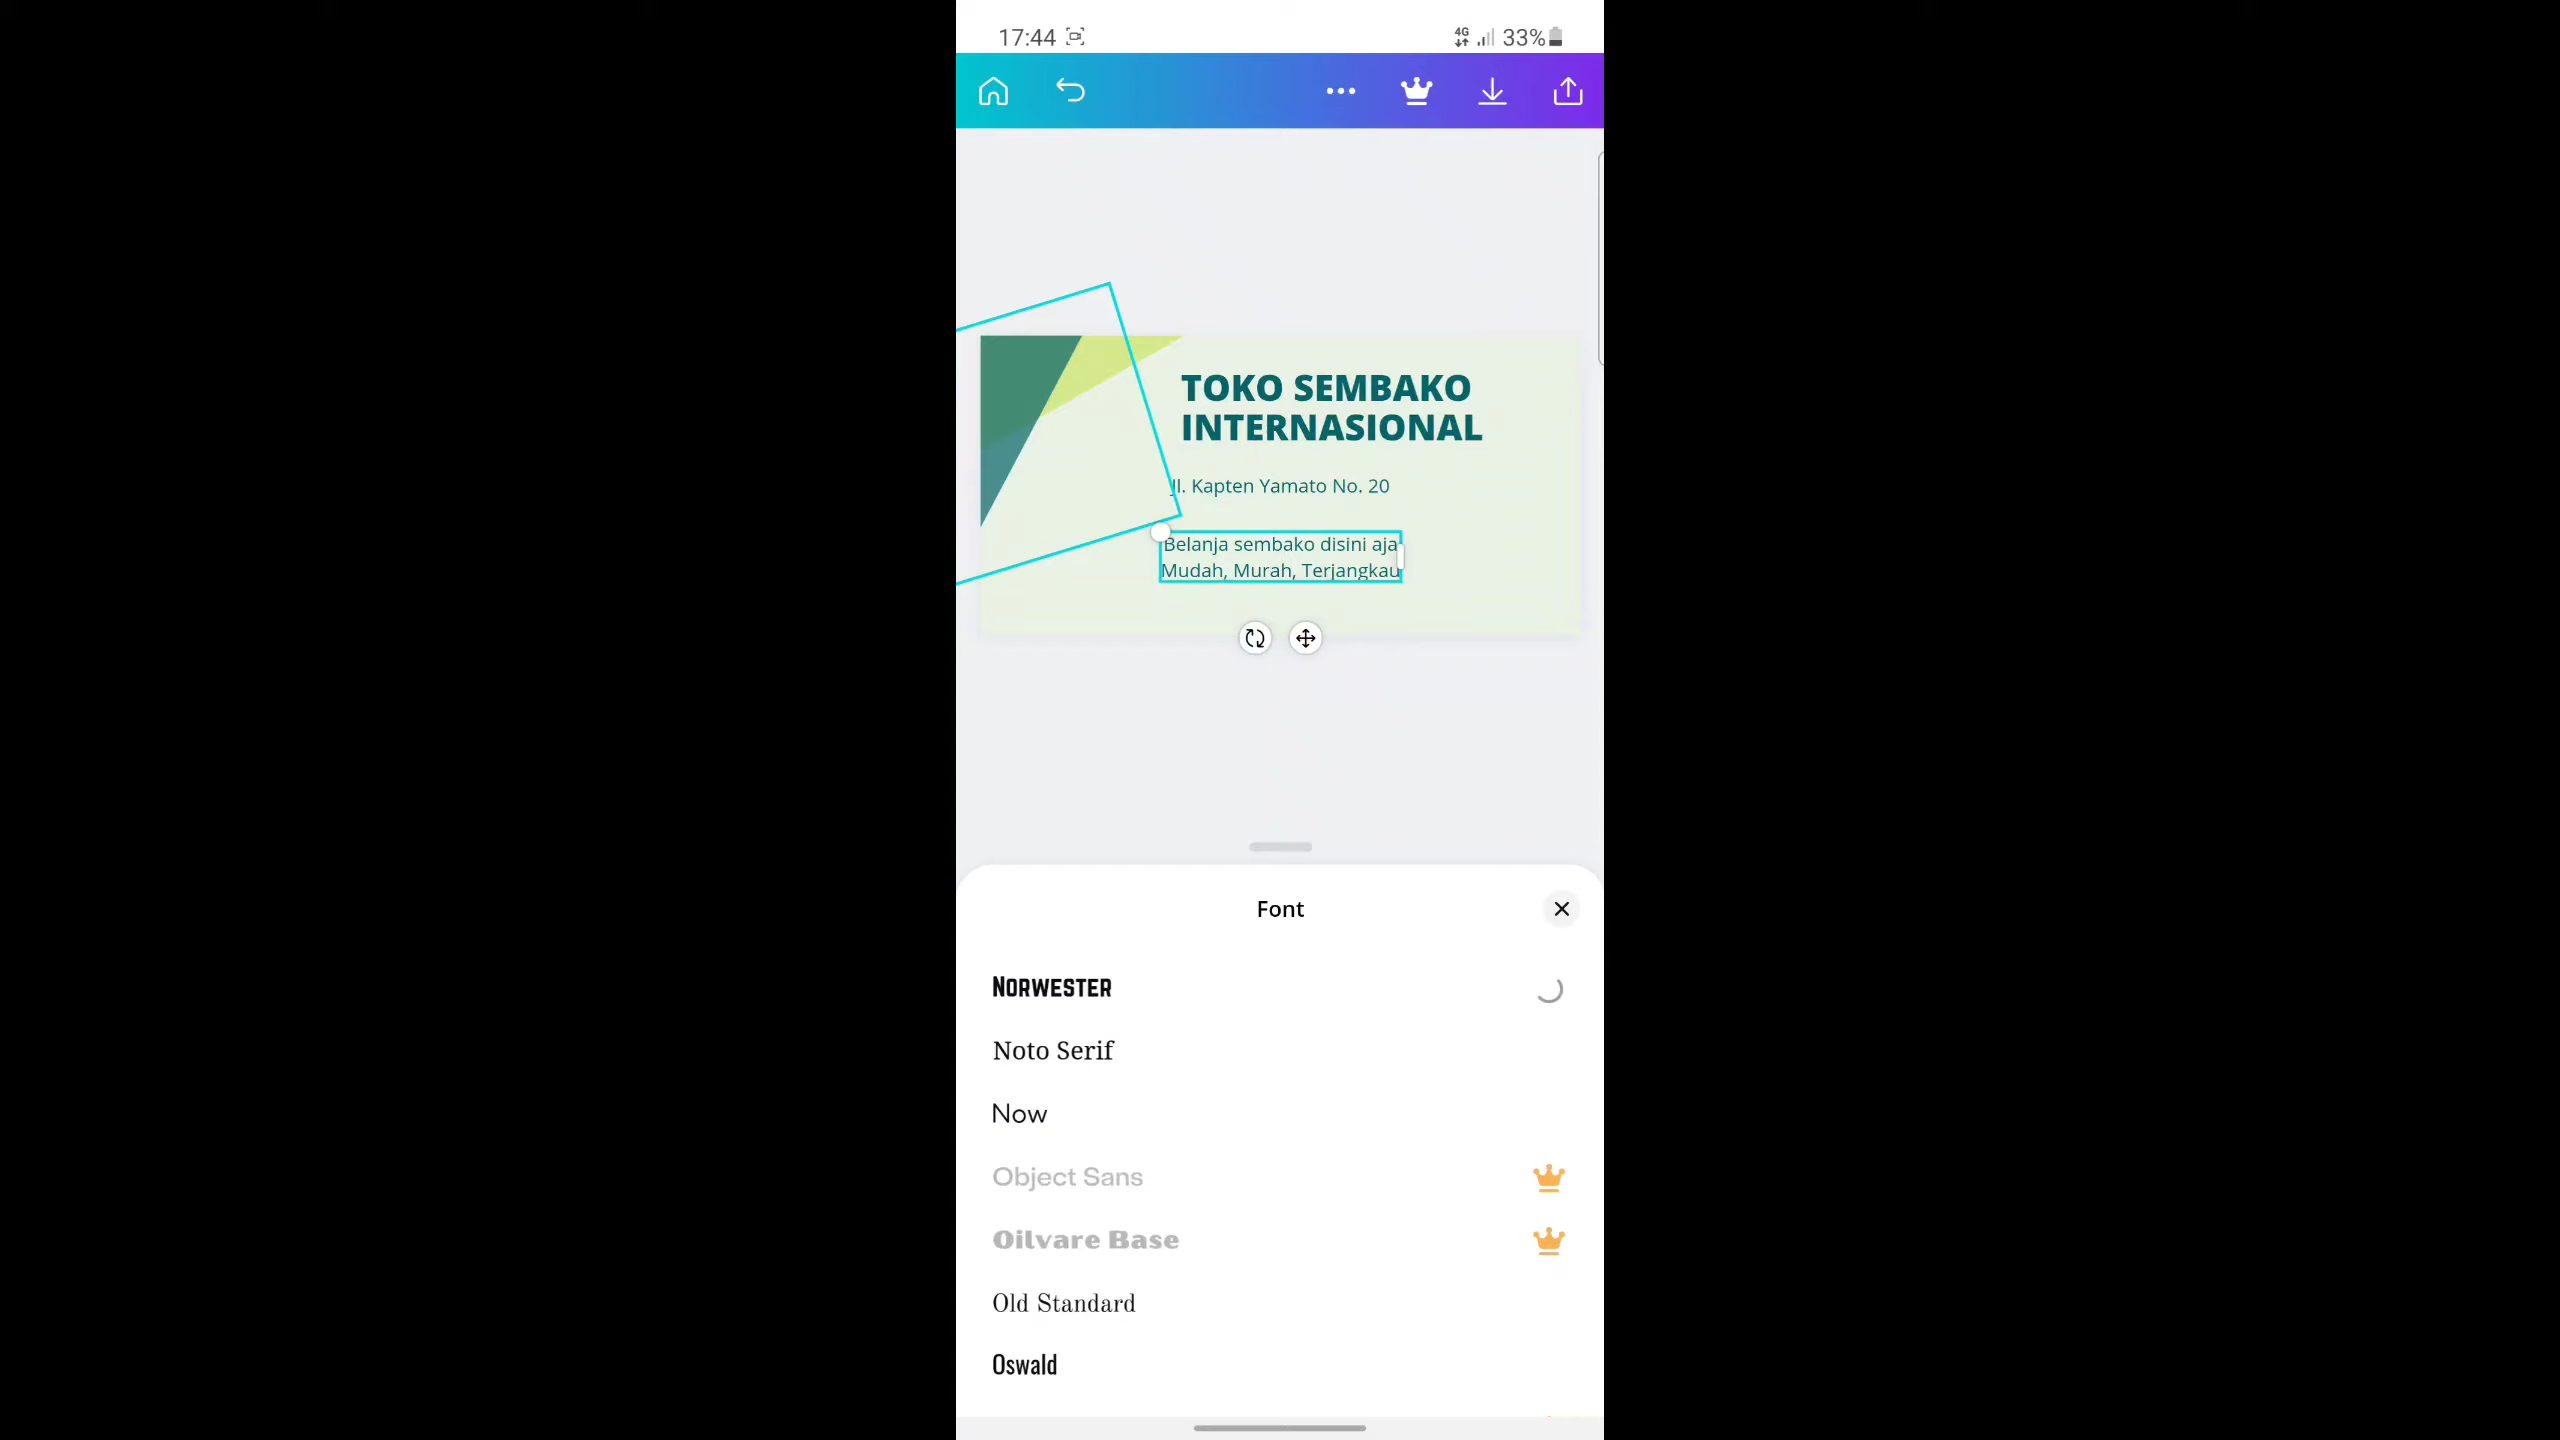 17:44
4G 33%
TOKO SEMBAKO
INTERNASIONAL
Jl. Kapten Yamato No. 20
Belanja sembako disini aja
Mudah, Murah, Terjangkau
Font
NORWESTER
Noto Serif
Now
Object Sans
Oilvare Base
Old Standard
Oswald